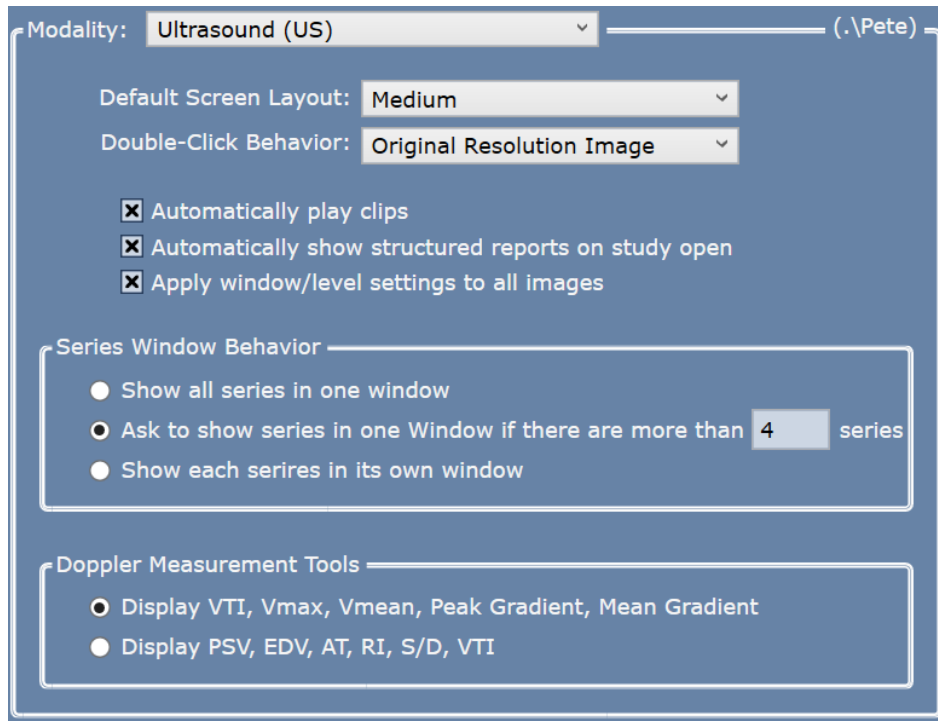 Modality: Ultrasound (US) (.\Pete)
Default Screen Layout: Medium
Double-Click Behavior: Original Resolution Image
Automatically play clips
Automatically show structured reports on study open
Apply window/level settings to all images
Series Window Behavior
Show all series in one window
Ask to show series in one Window if there are more than 4 series
Show each serires in its own window
Doppler Measurement Tools
Display VTI, Vmax, Vmean, Peak Gradient, Mean Gradient
Display PSV, EDV, AT, RI, S/D, VTI